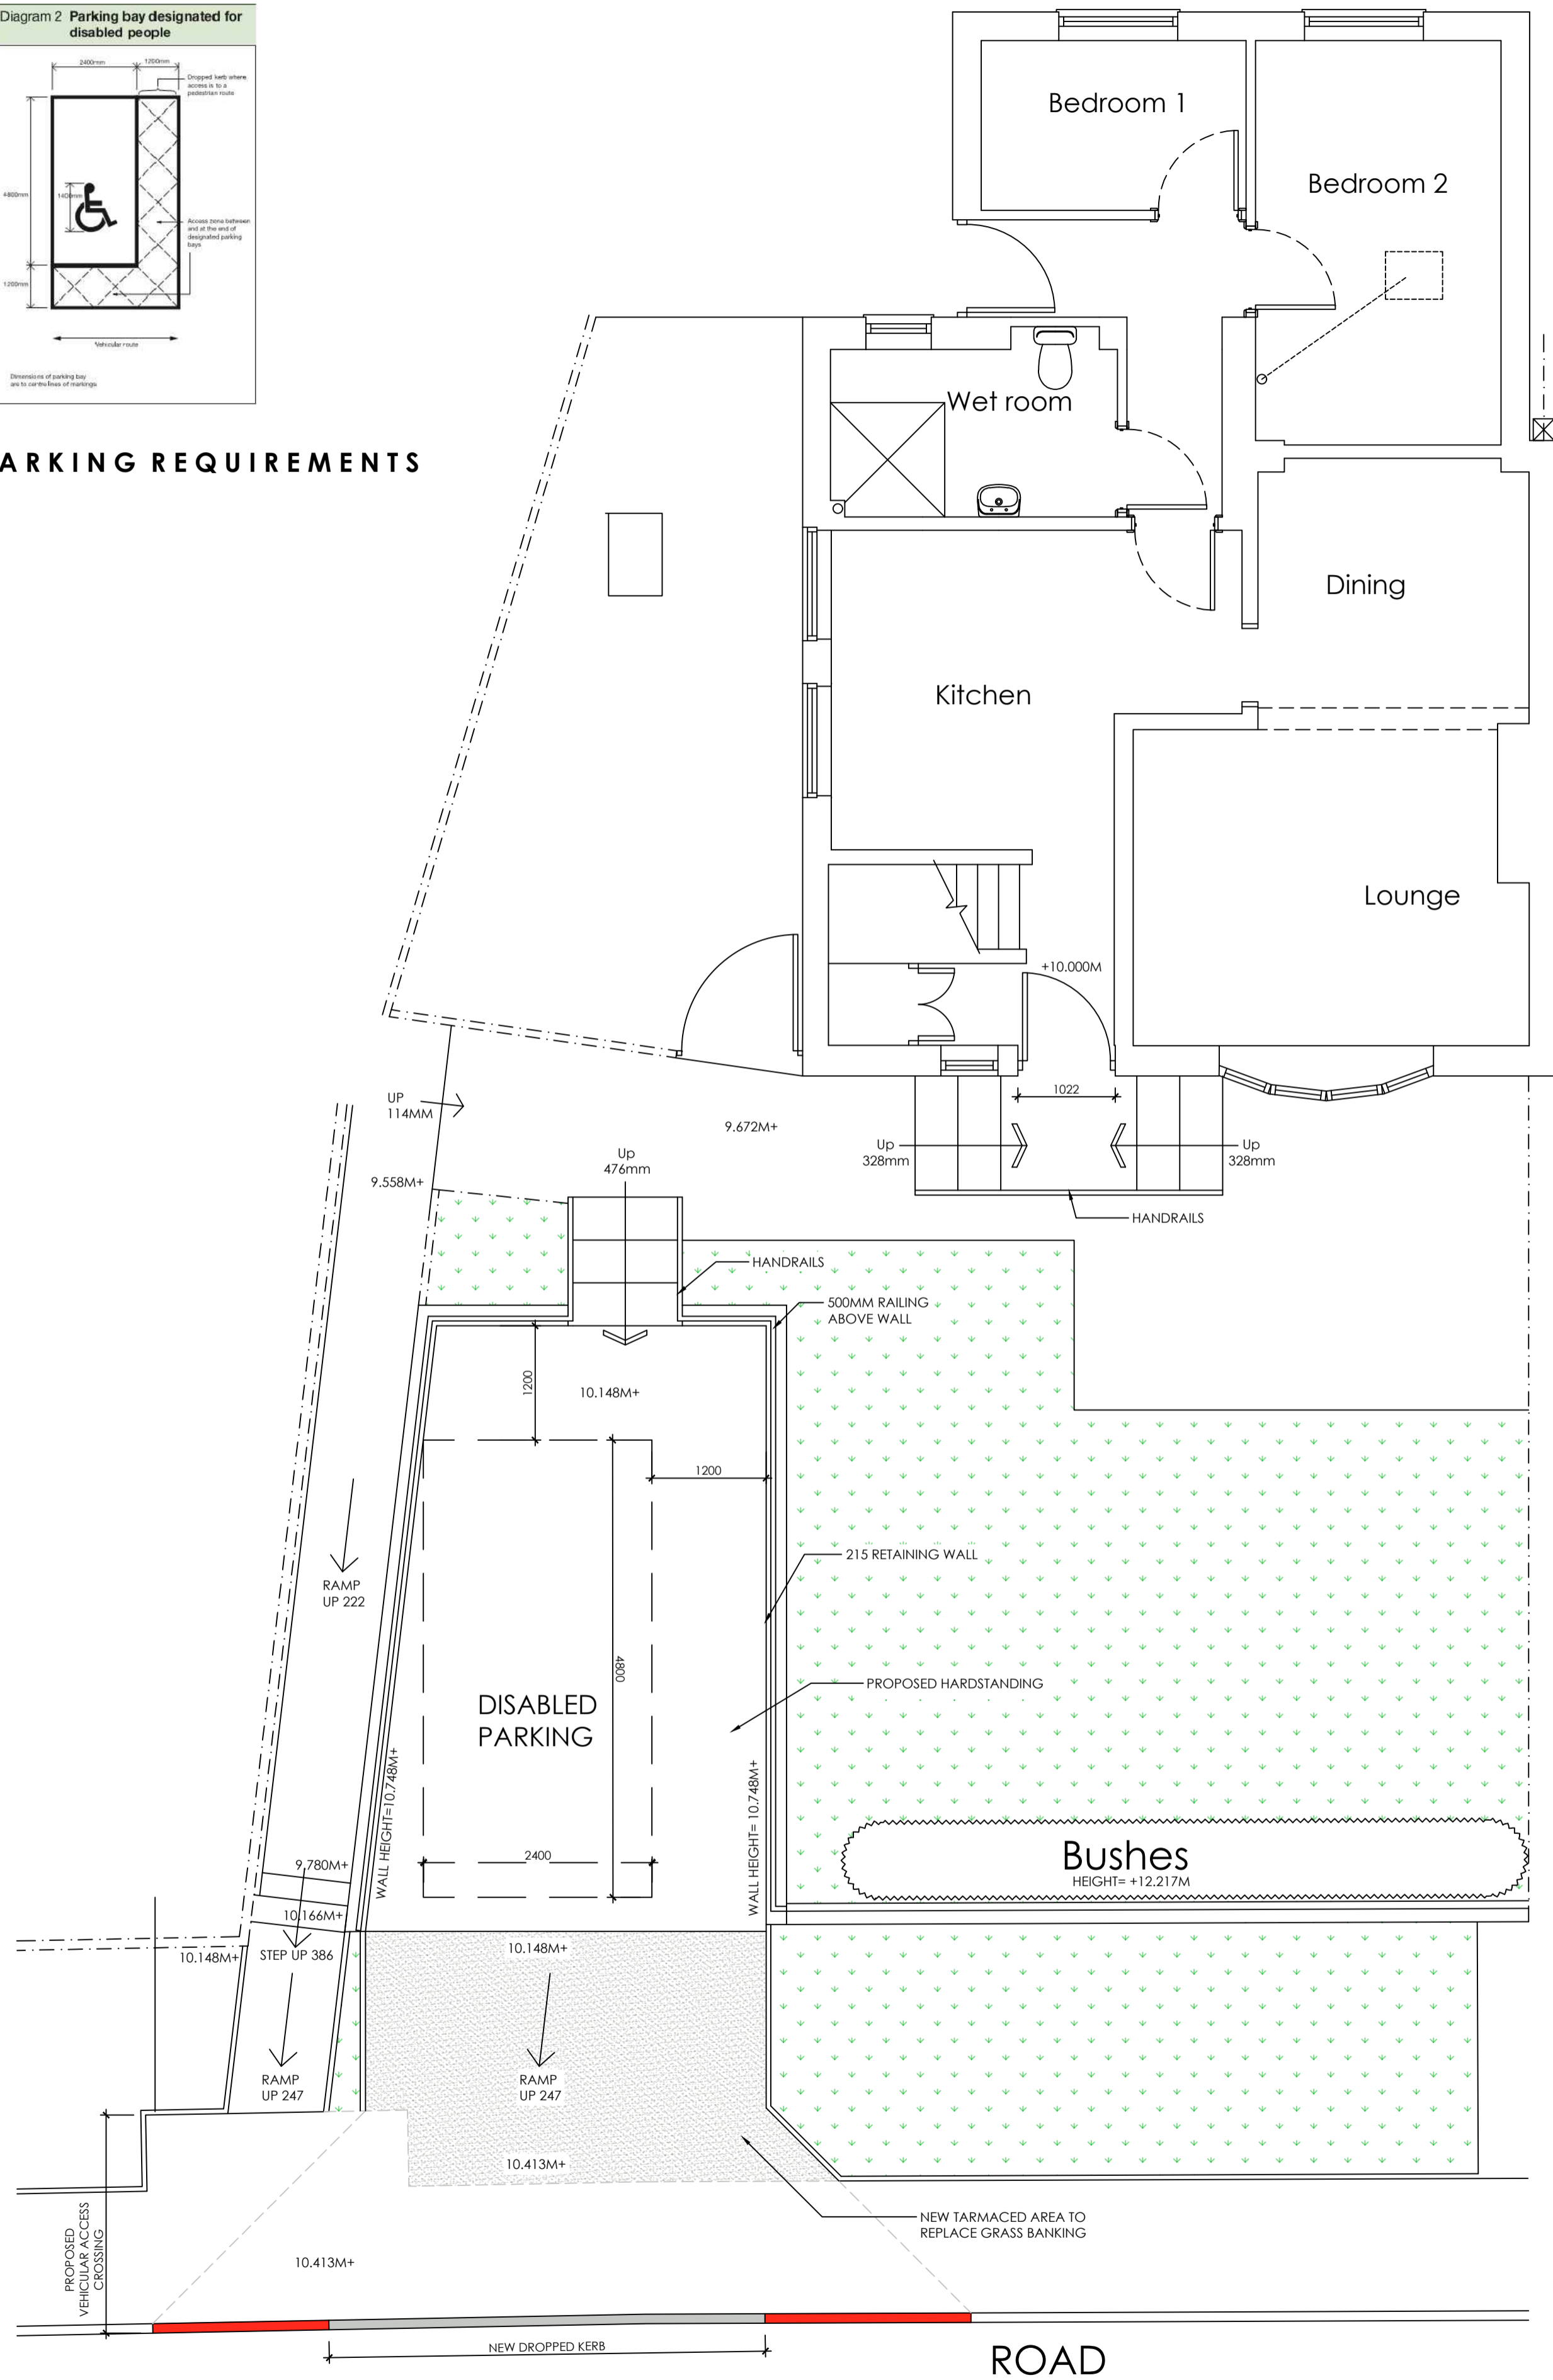 Diagram 2 Parking bay designated for
disabled people
2400mm
1200mm
Dropped kerb where
access is to a
pedestrian route
4800mm
1400mm
Access zone between
and at the end of
designated parking
bays
1200mm
Vehicular route
Dimensions of parking bay
are to centre lines of markings
ARKING REQUIREMENTS
Bedroom 1
Bedroom 2
Wet room
Dining
Kitchen
Lounge
+10.000M
1022
UP
114MM
9.672M+
Up
328mm
Up
328mm
Up
476mm
9.558M+
HANDRAILS
HANDRAILS
500MM RAILING
ABOVE WALL
1200
10.148M+
1200
215 RETAINING WALL
RAMP
UP 222
4800
PROPOSED HARDSTANDING
DISABLED
PARKING
WALL HEIGHT=10.748M+
WALL HEIGHT= 10.748M+
2400
Bushes
HEIGHT= +12.217M
9.780M+
10.166M+
10.148M+
STEP UP 386
10.148M+
RAMP
UP 247
RAMP
UP 247
10.413M+
NEW TARMACED AREA TO
REPLACE GRASS BANKING
PROPOSED
VEHICULAR ACCESS
CROSSING
10.413M+
NEW DROPPED KERB
ROAD